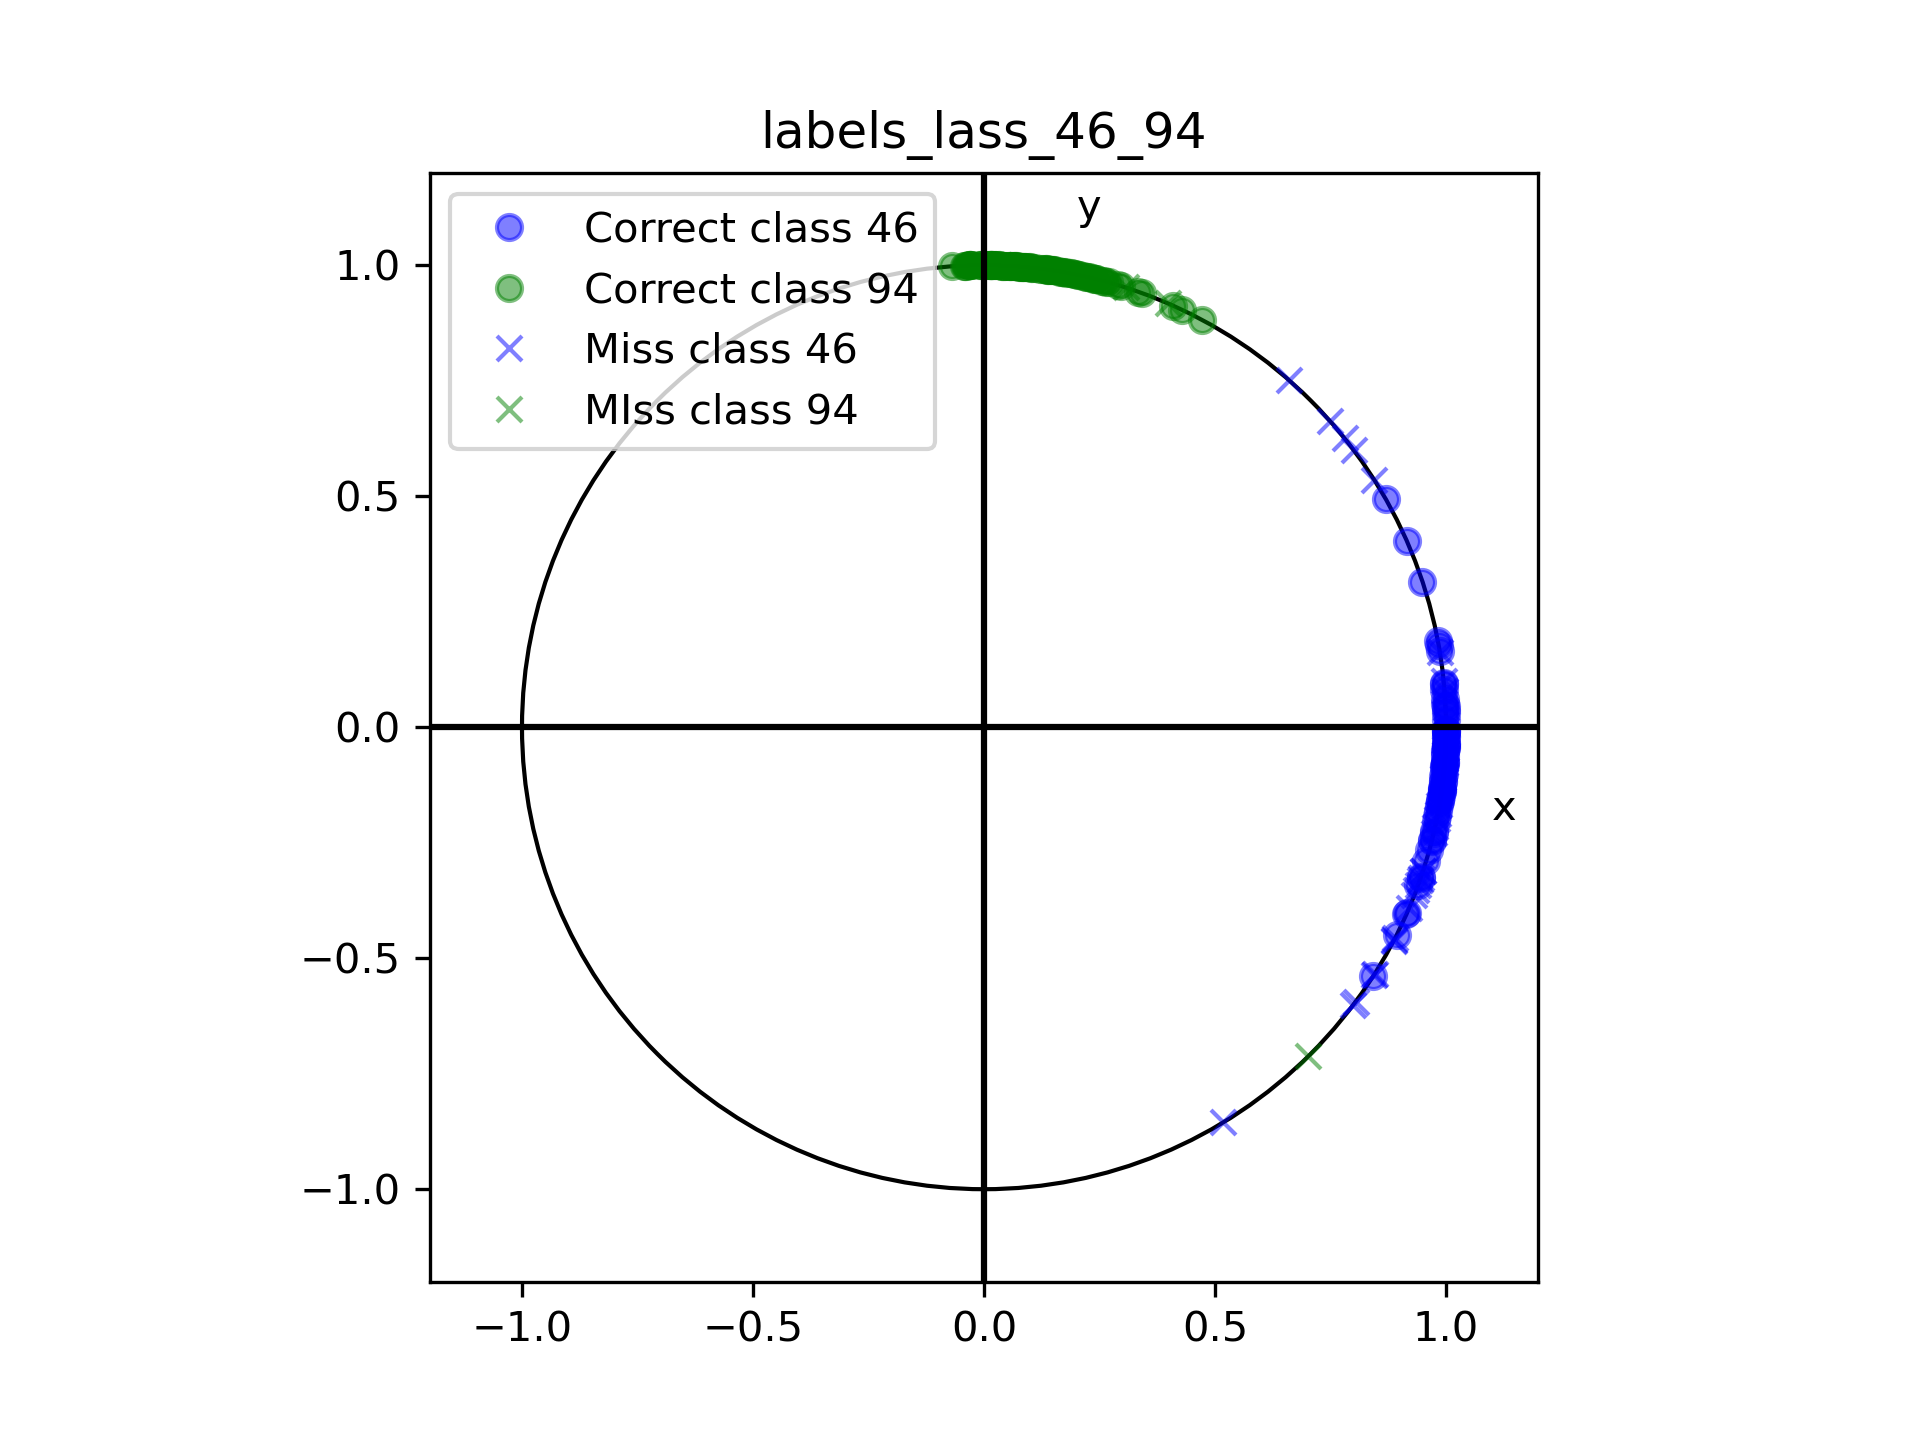 labels_lass_46_94
y
Correct class 46
Correct class 94
Miss class 46
MIss class 94
1.0
0.5
0.0
x
−0.5
−1.0
−1.0 −0.5 0.0 0.5 1.0